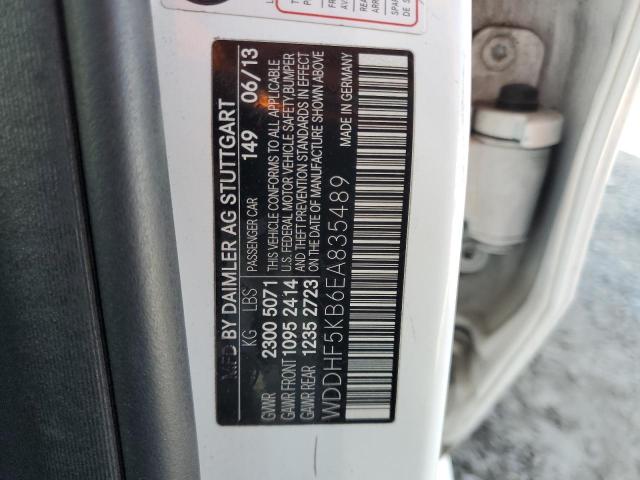 MFD BY DAIMLER AG STUTTGART
KG LBS PASSENGER CAR 149 06/13
GVWR 2300 5071 THIS VEHICLE CONFORMS TO ALL APPLICABLE
GAWR FRONT 1095 2414 U.S. FEDERAL MOTOR VEHICLE SAFETY, BUMPER
GAWR REAR 1235 2723 AND THEFT PREVENTION STANDARDS IN EFFECT
ON THE DATE OF MANUFACTURE SHOWN ABOVE
WDDHF5KB6EA835489 MADE IN GERMANY